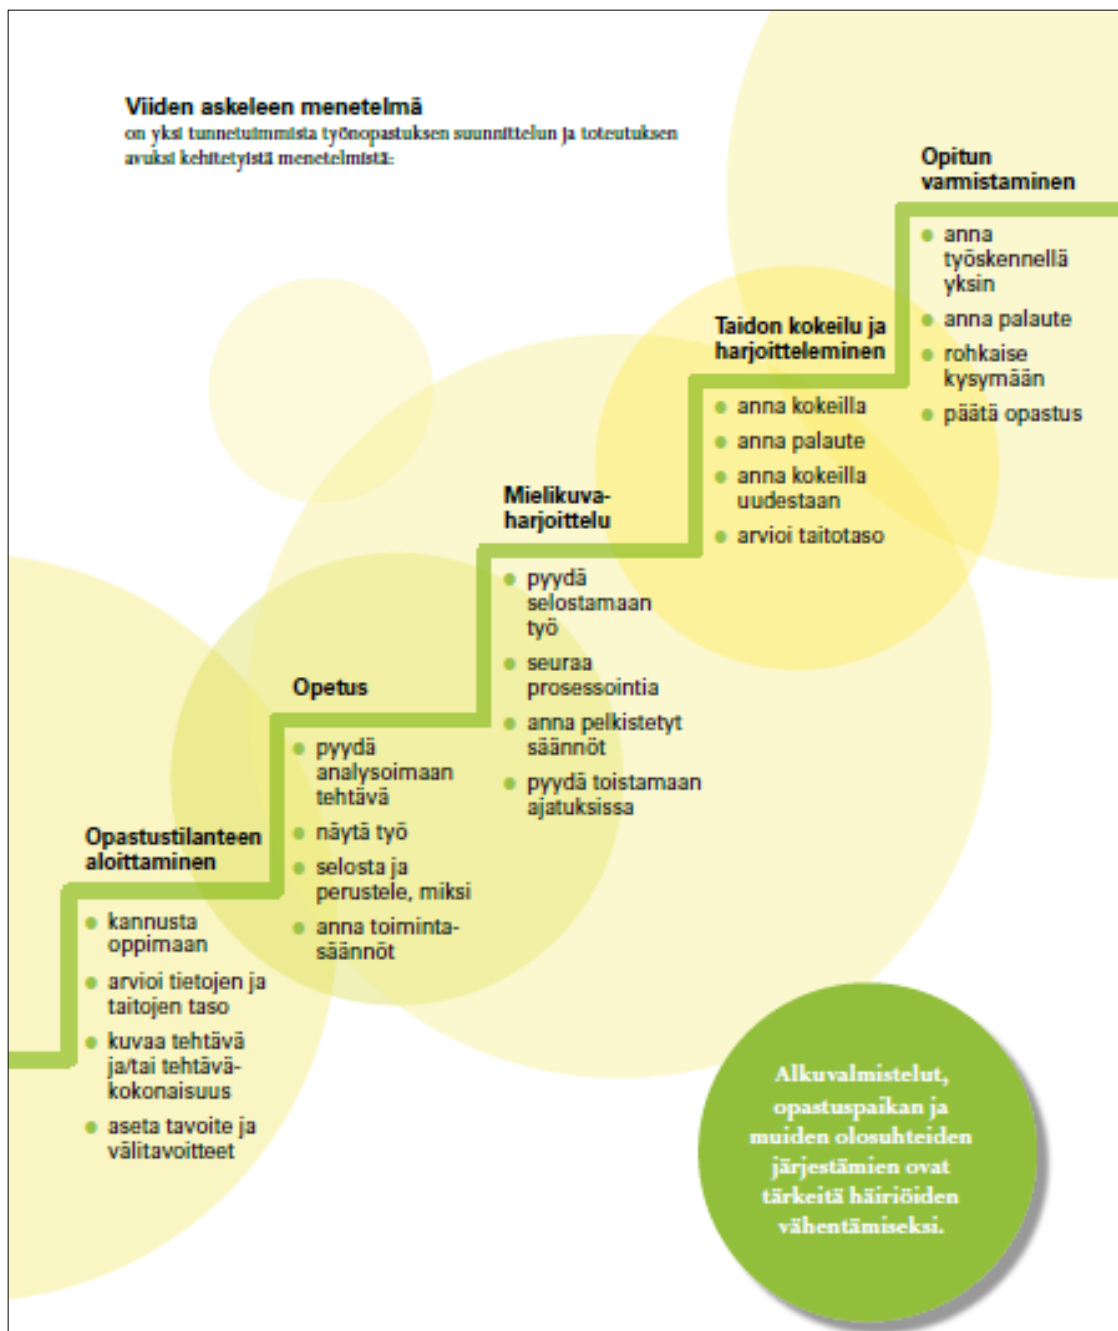 Viiden askeleen menetelmä
on yksi tunnetuimmista työnopastuksen suunnittelun ja toteutuksen
avuksi kehitetyistä menetelmistä:
Opastustilanteen
aloittaminen
kannusta
oppimaan
arvioi tietojen ja
taitojen taso
kuvaa tehtävä
ja/tai tehtävä-
kokonaisuus
aseta tavoite ja
välitavoitteet
Opetus
pyydä
analysoimaan
tehtävä
näytä työ
selosta ja
perustele, miksi
anna toiminta-
säännöt
Mielikuva-
harjoittelu
pyydä
selostamaan
työ
seuraa
prosessointia
anna pelkistetyt
säännöt
pyydä toistamaan
ajatuksissa
Taidon kokeilu ja
harjoitteleminen
anna kokeilla
anna palaute
anna kokeilla
uudestaan
arvioi taitotaso
Opitun
varmistaminen
anna
työskennellä
yksin
anna palaute
rohkaise
kysymään
päätä opastus
Alkuvalmistelut,
opastuspaikan ja
muiden olosuhteiden
järjestämien ovat
tärkeitä häiriöiden
vähentämiseksi.